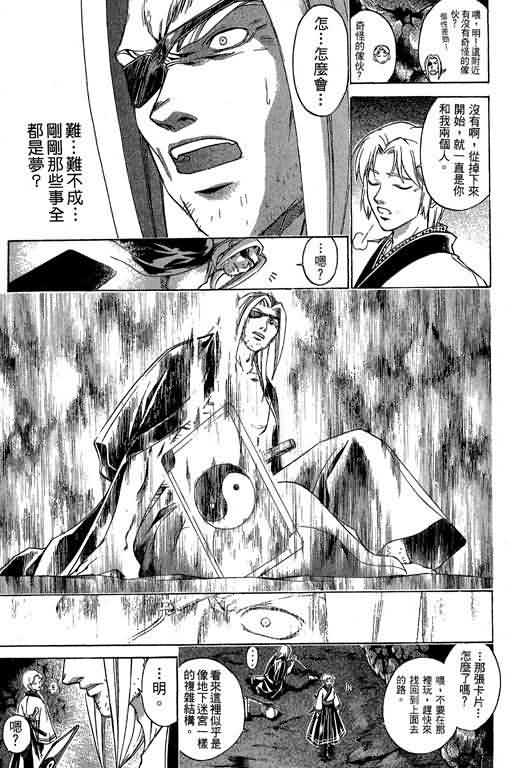 喂，明！這附近
有沒有奇怪的傢
伙？
個性差勁！
奇怪的傢
伙？
沒有啊，從掉下來
開始，就一直是你
和我兩個人。
怎…怎麼會…
難…難不成…
剛剛那些事全
都是夢？
…嗯？
…那張卡片…
怎麼了嗎？
喂，不要在那
裡玩，趕快來
找回到上面去
的路。
看來這裡似乎是
像地下迷宮一樣
的複雜結構。
…明。
嗯？